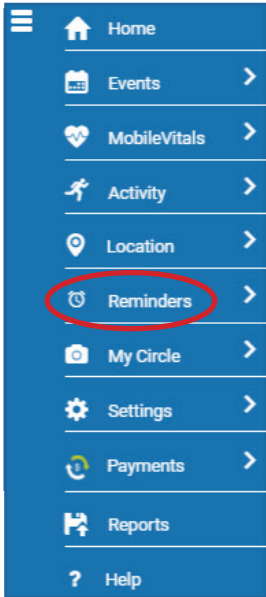 Home
Events
MobileVitals
Activity
Location
Reminders
My Circle
Settings
$ Payments
Reports
? Help